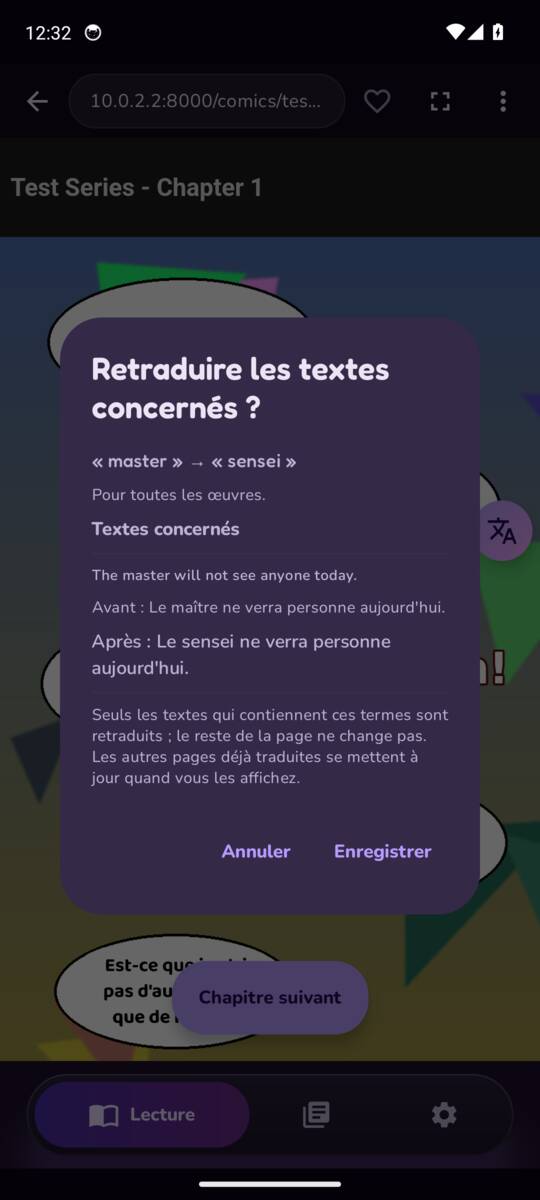 12:32
10.0.2.2:8000/comics/tes...
Test Series - Chapter 1
Retraduire les textes
concernés ?
« master » → « sensei »
Pour toutes les œuvres.
Textes concernés
The master will not see anyone today.
Avant : Le maître ne verra personne aujourd'hui.
Après : Le sensei ne verra personne
aujourd'hui.
Seuls les textes qui contiennent ces termes sont
retraduits ; le reste de la page ne change pas.
Les autres pages déjà traduites se mettent à
jour quand vous les affichez.
Annuler
Enregistrer
Est-ce que
pas d'au
que de
Chapitre suivant
Lecture